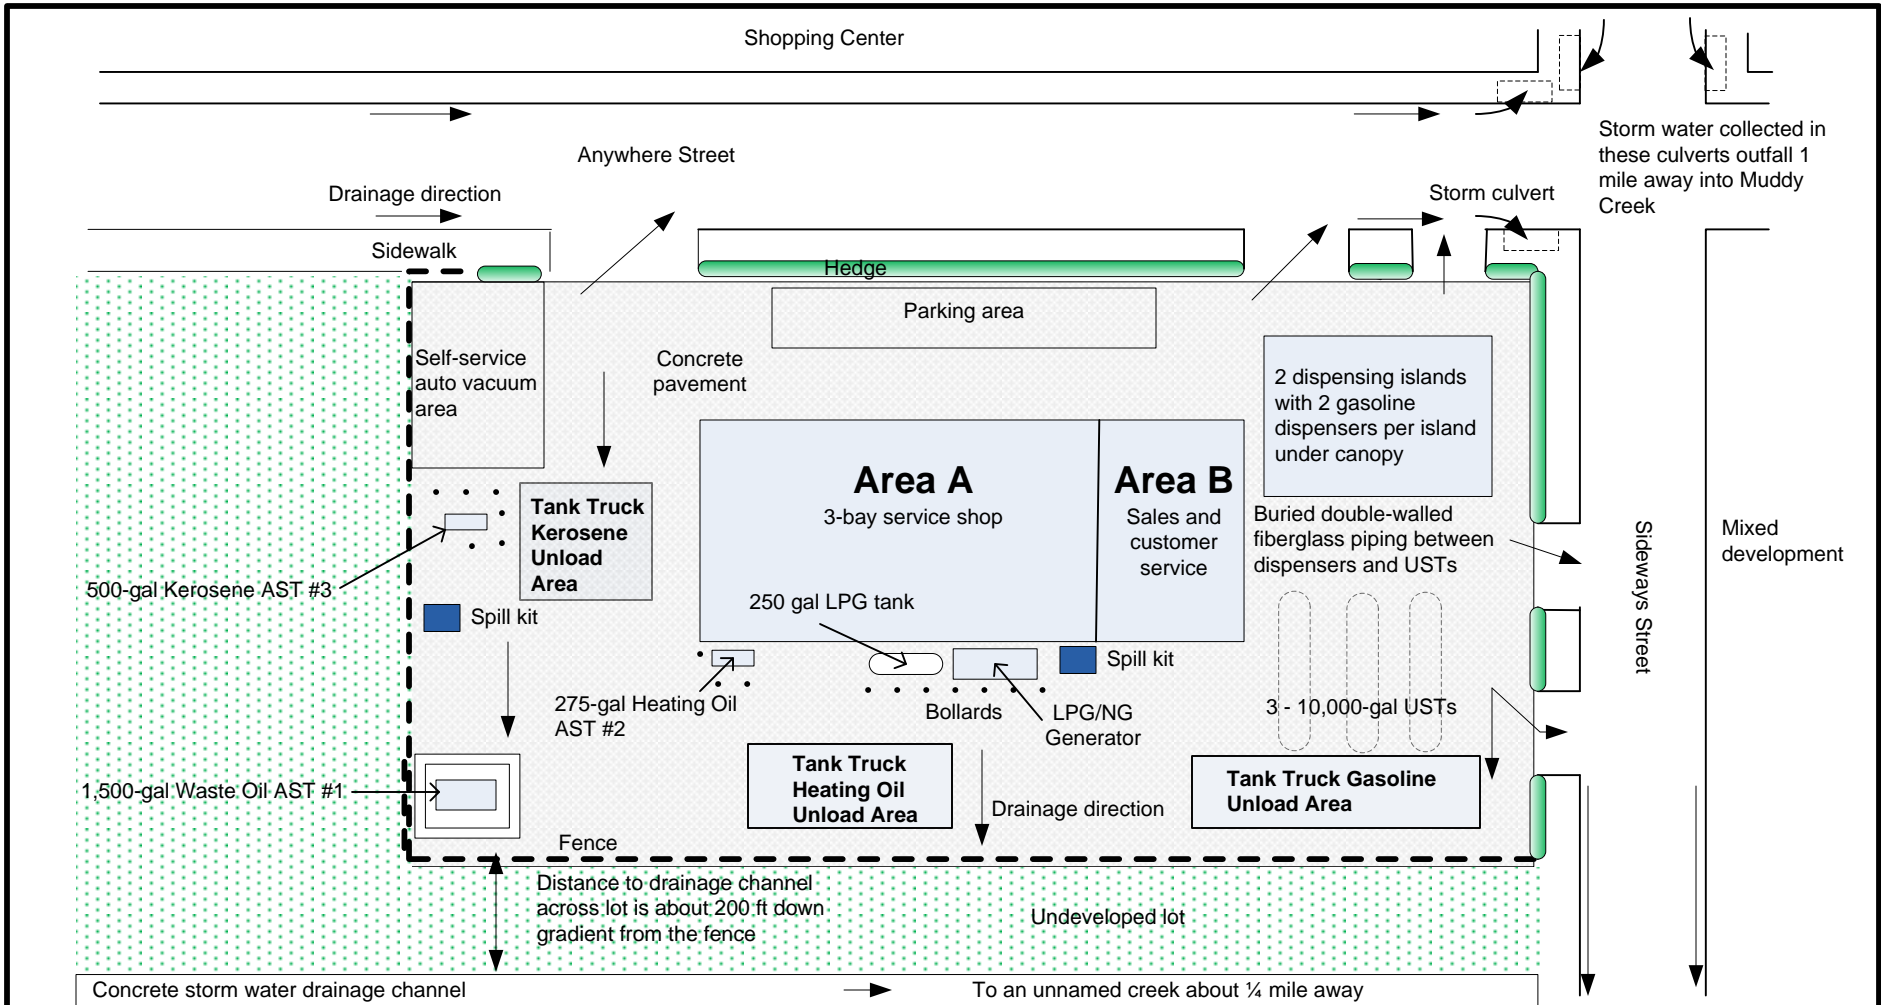 Shopping Center
Storm water collected in
these culverts outfall 1
mile away into Muddy
Creek
Anywhere Street
Drainage direction
Storm culvert
Sidewalk
Hedge
Parking area
Self-service
auto vacuum
area
Concrete
pavement
2 dispensing islands
with 2 gasoline
dispensers per island
under canopy
Area A
3-bay service shop
Area B
Sales and
customer
service
Tank Truck
Kerosene
Unload
Area
Buried double-walled
fiberglass piping between
dispensers and USTs
Sideways Street
Mixed
development
500-gal Kerosene AST #3
Spill kit
250 gal LPG tank
Spill kit
275-gal Heating Oil
AST #2
Bollards
LPG/NG
Generator
3 - 10,000-gal USTs
1,500-gal Waste Oil AST #1
Tank Truck
Heating Oil
Unload Area
Drainage direction
Tank Truck Gasoline
Unload Area
Fence
Distance to drainage channel
across lot is about 200 ft down
gradient from the fence
Undeveloped lot
Concrete storm water drainage channel
To an unnamed creek about ¼ mile away